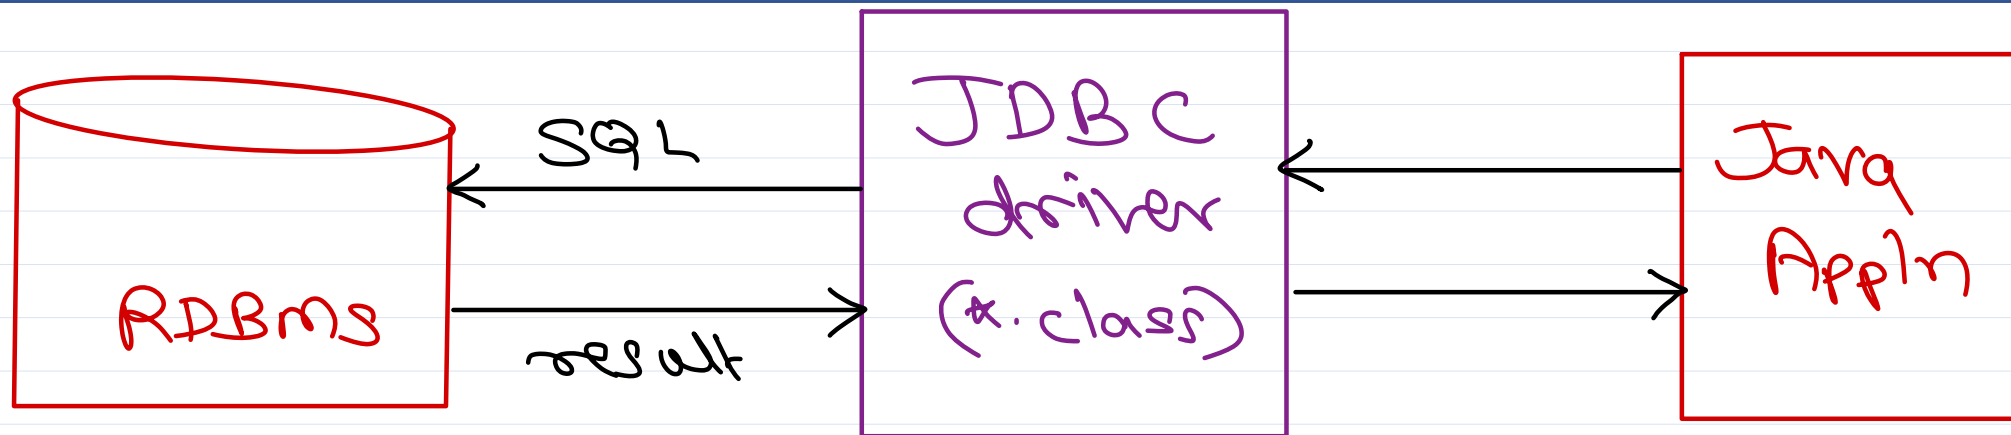 SQL
RDBMS
result
JDBC
driver
(*.class)
Java
Appln